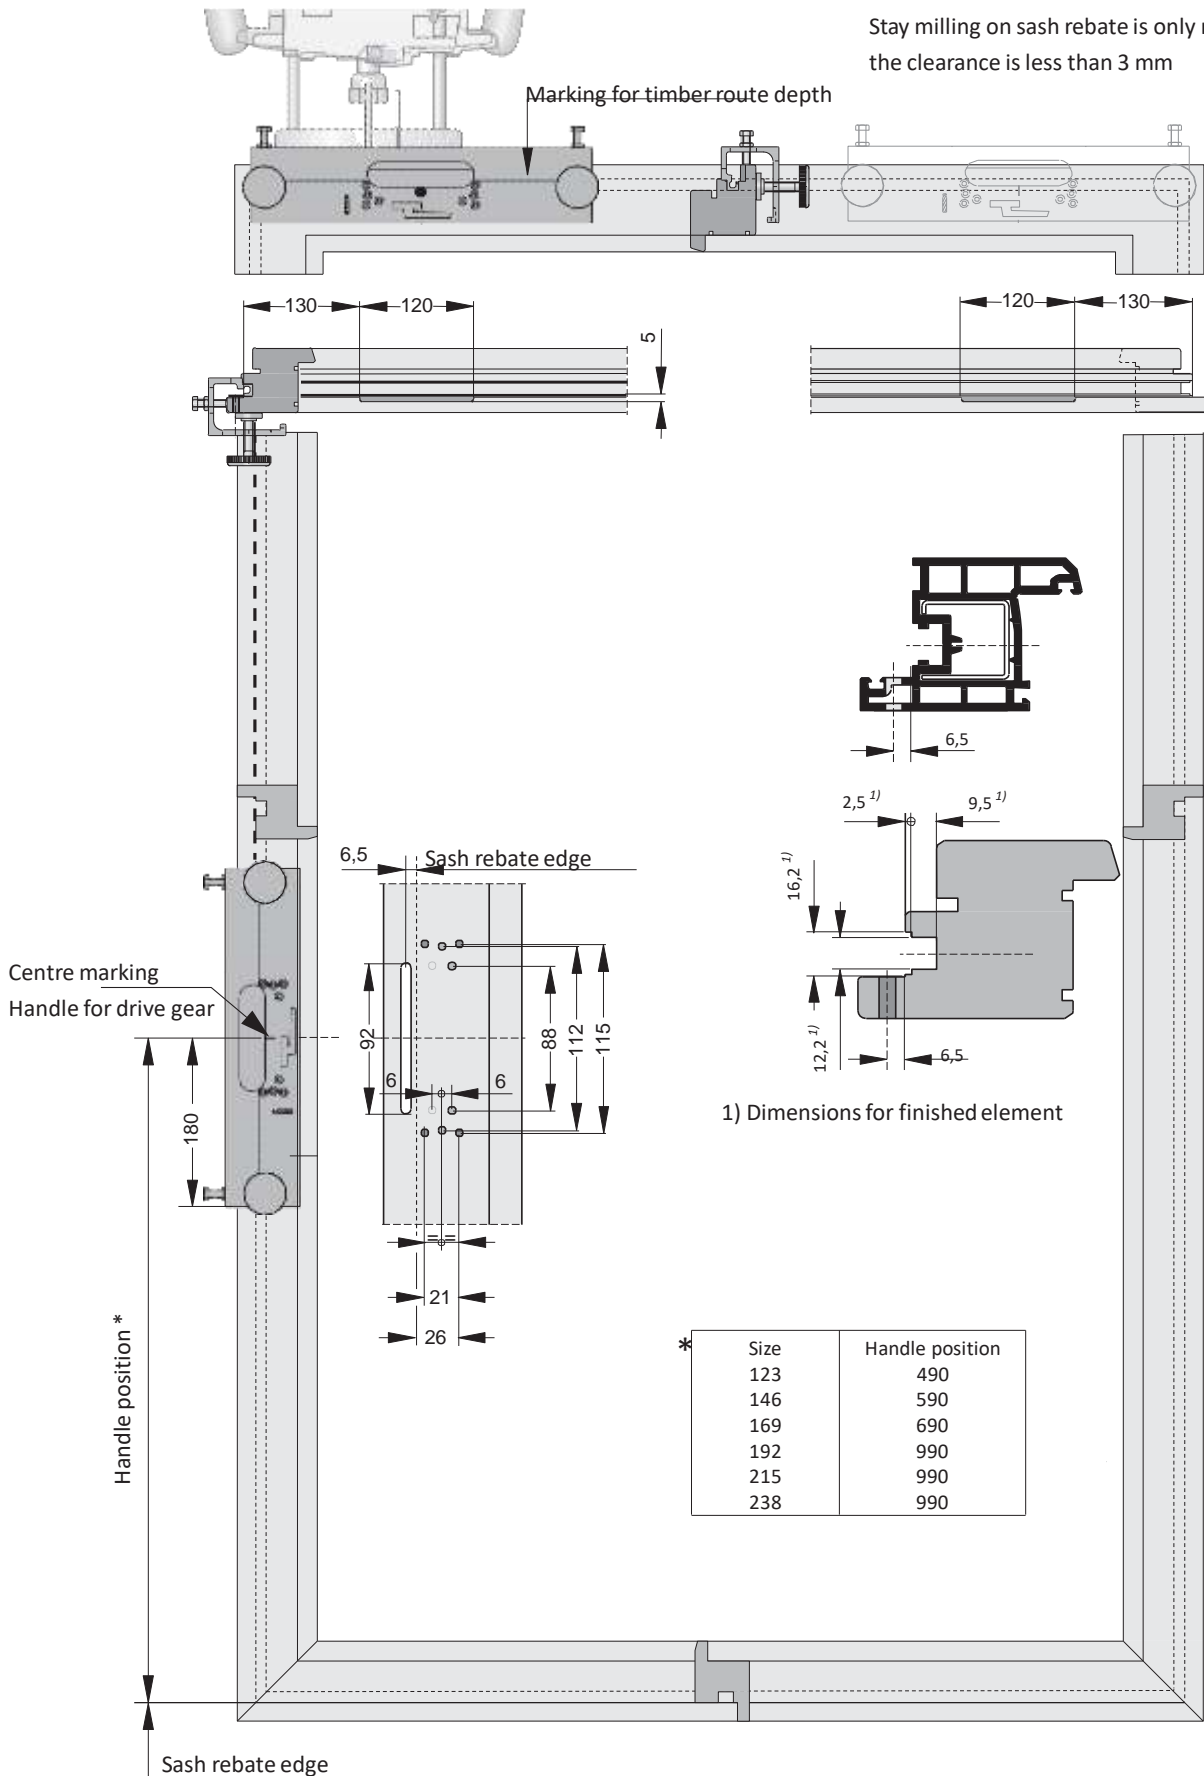 Stay milling on sash rebate is only
the clearance is less than 3 mm
Marking for timber route depth
130
120
120
130
5
6,5
2,5 1)
9,5 1)
16,2 1)
12,2 1)
6,5
1) Dimensions for finished element
6,5
Sash rebate edge
Centre marking
Handle for drive gear
92
88
112
115
6
6
180
21
26
Handle position *
*
Size Handle position
123 490
146 590
169 690
192 990
215 990
238 990
Sash rebate edge